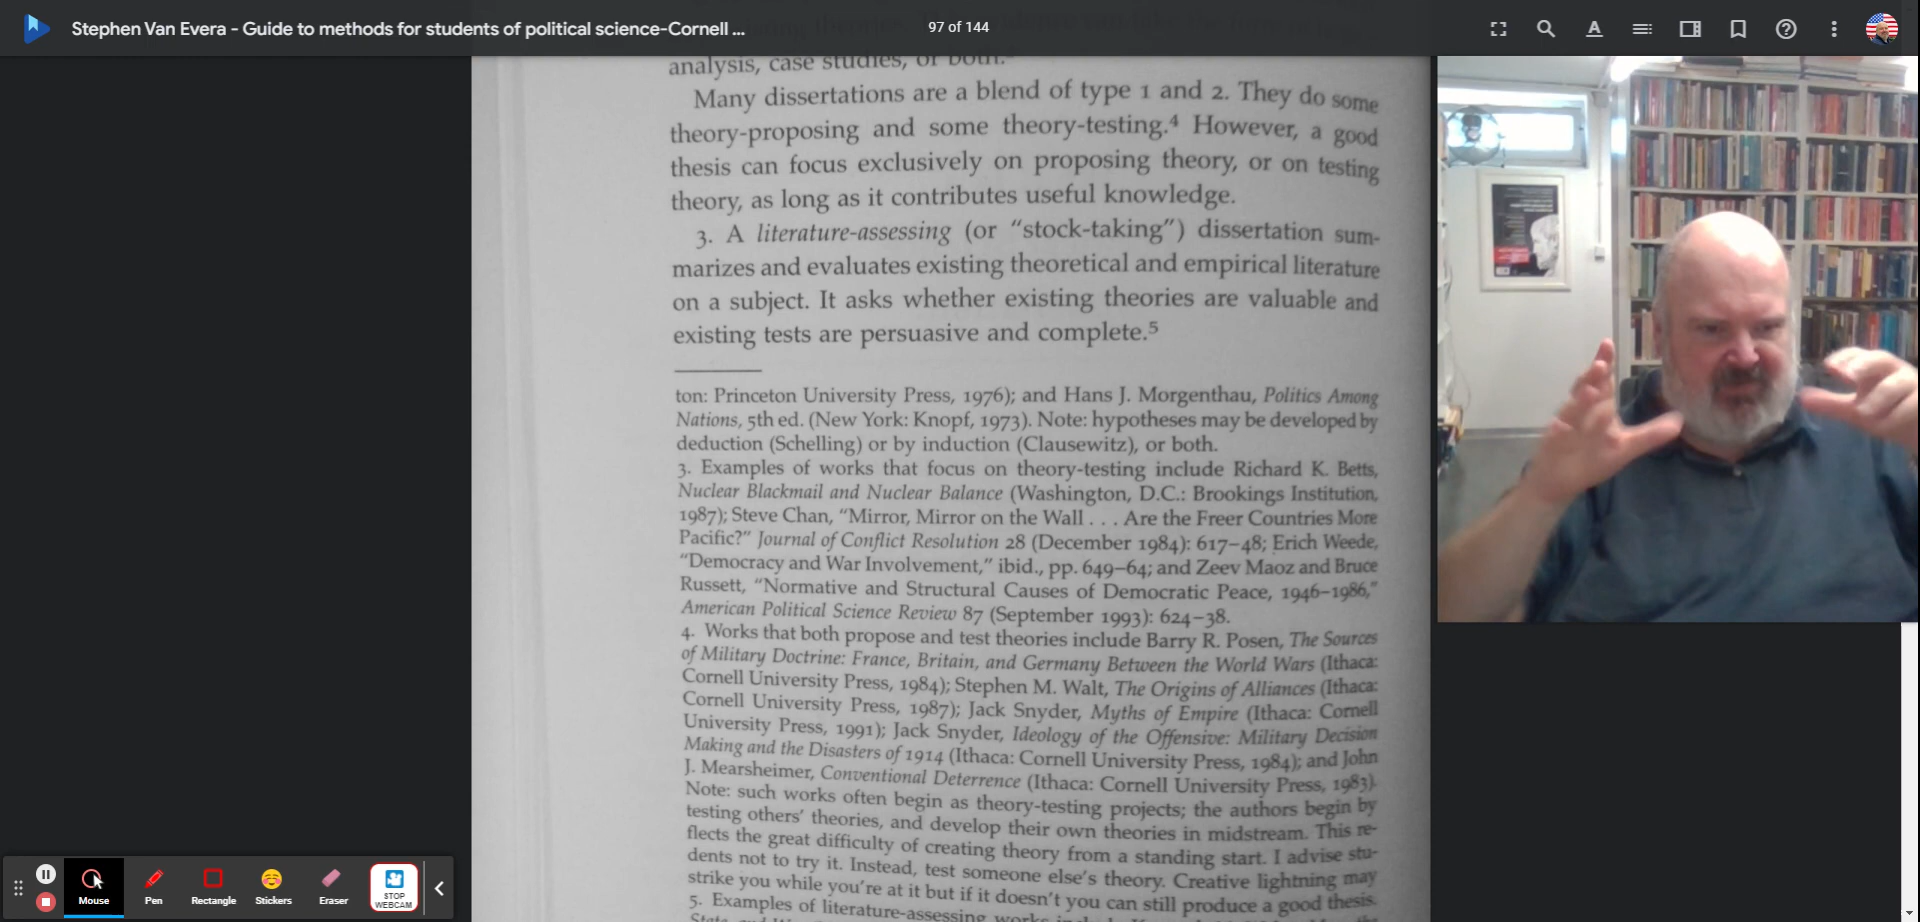 Stephen Van Evera - Guide to methods for students of political science-Cornell ...
97 of 144
analysis, case studies, or both.
Many dissertations are a blend of type 1 and 2. They do some
theory-proposing and some theory-testing.4 However, a good
thesis can focus exclusively on proposing theory, or on testing
theory, as long as it contributes useful knowledge.
3. A literature-assessing (or “stock-taking”) dissertation sum-
marizes and evaluates existing theoretical and empirical literature
on a subject. It asks whether existing theories are valuable and
existing tests are persuasive and complete.5
ton: Princeton University Press, 1976); and Hans J. Morgenthau, Politics Among
Nations, 5th ed. (New York: Knopf, 1973). Note: hypotheses may be developed by
deduction (Schelling) or by induction (Clausewitz), or both.
3. Examples of works that focus on theory-testing include Richard K. Betts,
Nuclear Blackmail and Nuclear Balance (Washington, D.C.: Brookings Institution,
1987); Steve Chan, “Mirror, Mirror on the Wall . . . Are the Freer Countries More
Pacific?” Journal of Conflict Resolution 28 (December 1984): 617–48; Erich Weede,
“Democracy and War Involvement,” ibid., pp. 649–64; and Zeev Maoz and Bruce
Russett, “Normative and Structural Causes of Democratic Peace, 1946–1986,”
American Political Science Review 87 (September 1993): 624–38.
4. Works that both propose and test theories include Barry R. Posen, The Sources
of Military Doctrine: France, Britain, and Germany Between the World Wars (Ithaca:
Cornell University Press, 1984); Stephen M. Walt, The Origins of Alliances (Ithaca:
Cornell University Press, 1987); Jack Snyder, Myths of Empire (Ithaca: Cornell
University Press, 1991); Jack Snyder, Ideology of the Offensive: Military Decision
Making and the Disasters of 1914 (Ithaca: Cornell University Press, 1984); and John
J. Mearsheimer, Conventional Deterrence (Ithaca: Cornell University Press, 1983).
Note: such works often begin as theory-testing projects; the authors begin by
testing others’ theories, and develop their own theories in midstream. This re-
flects the great difficulty of creating theory from a standing start. I advise stu-
dents not to try it. Instead, test someone else’s theory. Creative lightning may
strike you while you’re at it but if it doesn’t you can still produce a good thesis.
5. Examples of literature-assessing works
Mouse
Pen
Rectangle
Stickers
Eraser
STOP
WEBCAM